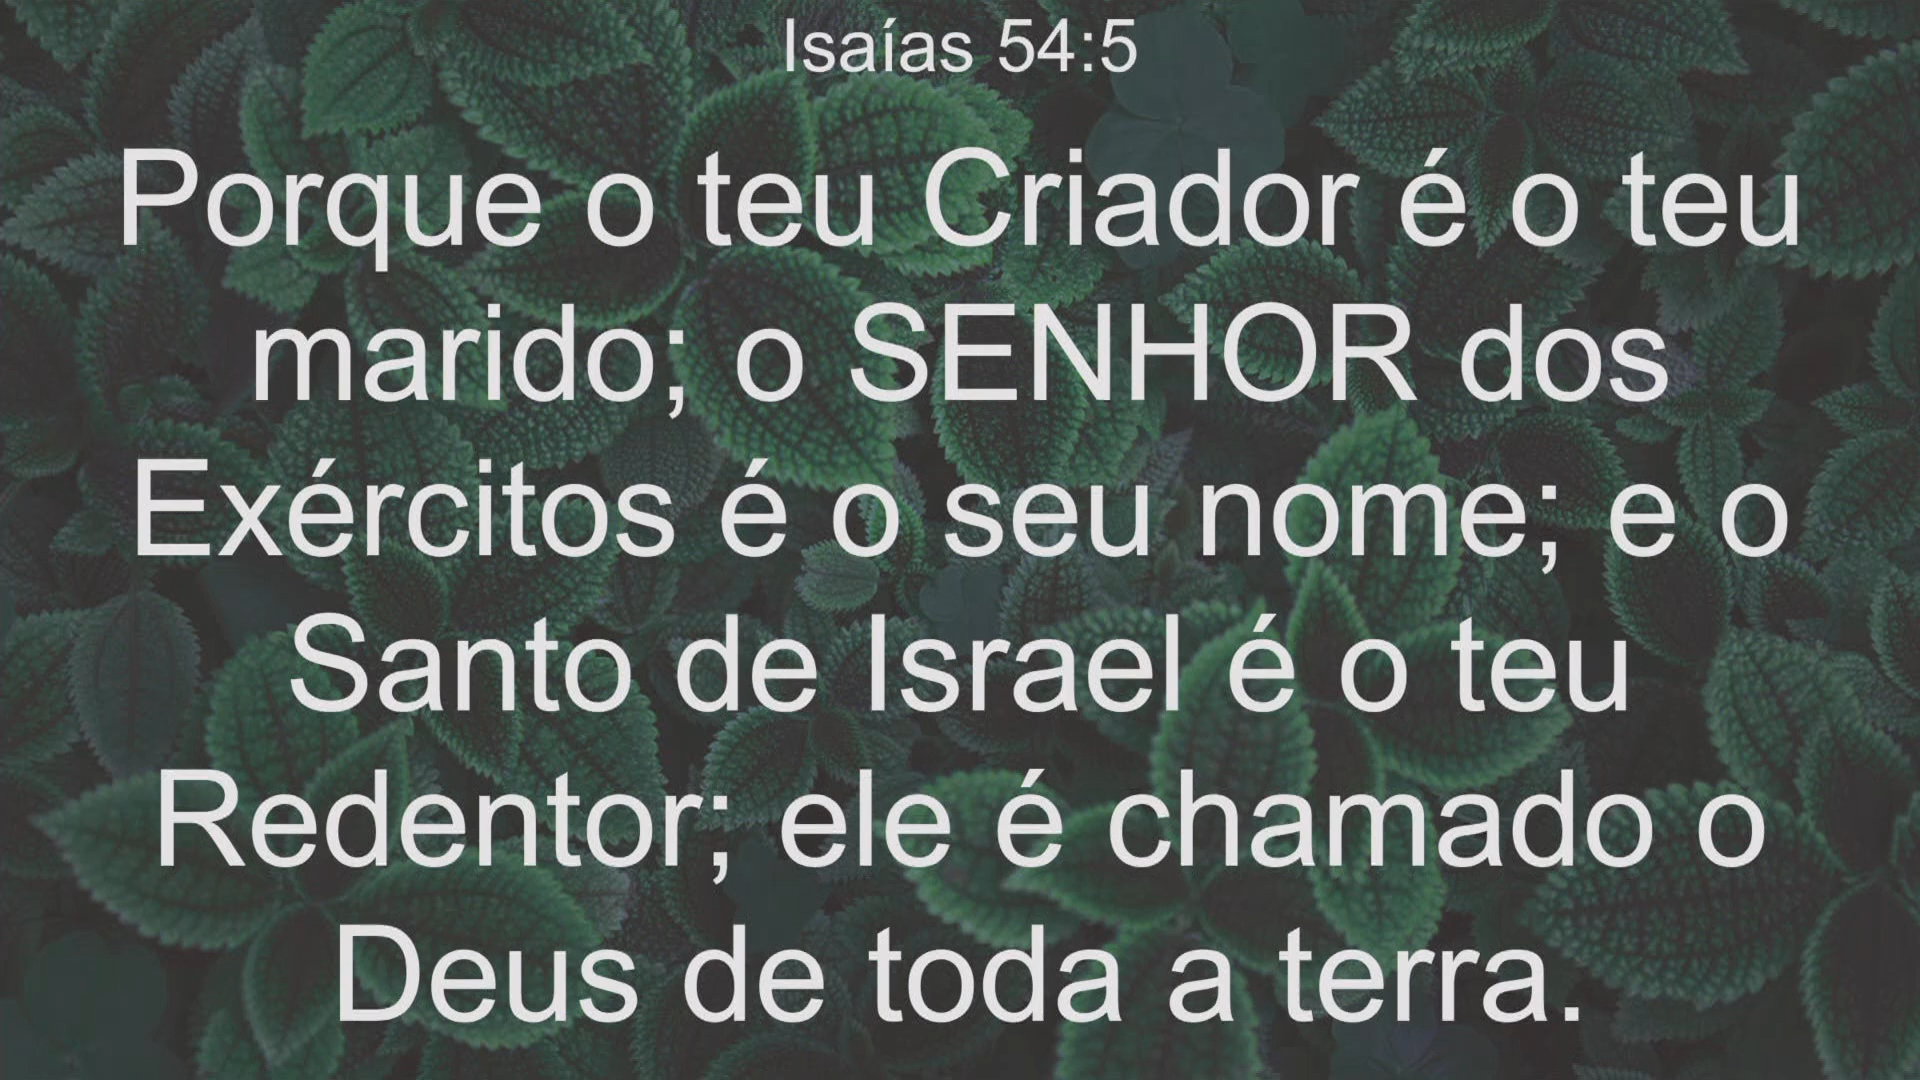 Isaías 54:5
Porque o teu Criador é o teu
marido; o SENHOR dos
Exércitos é o seu nome; e o
Santo de Israel é o teu
Redentor; ele é chamado o
Deus de toda a terra.